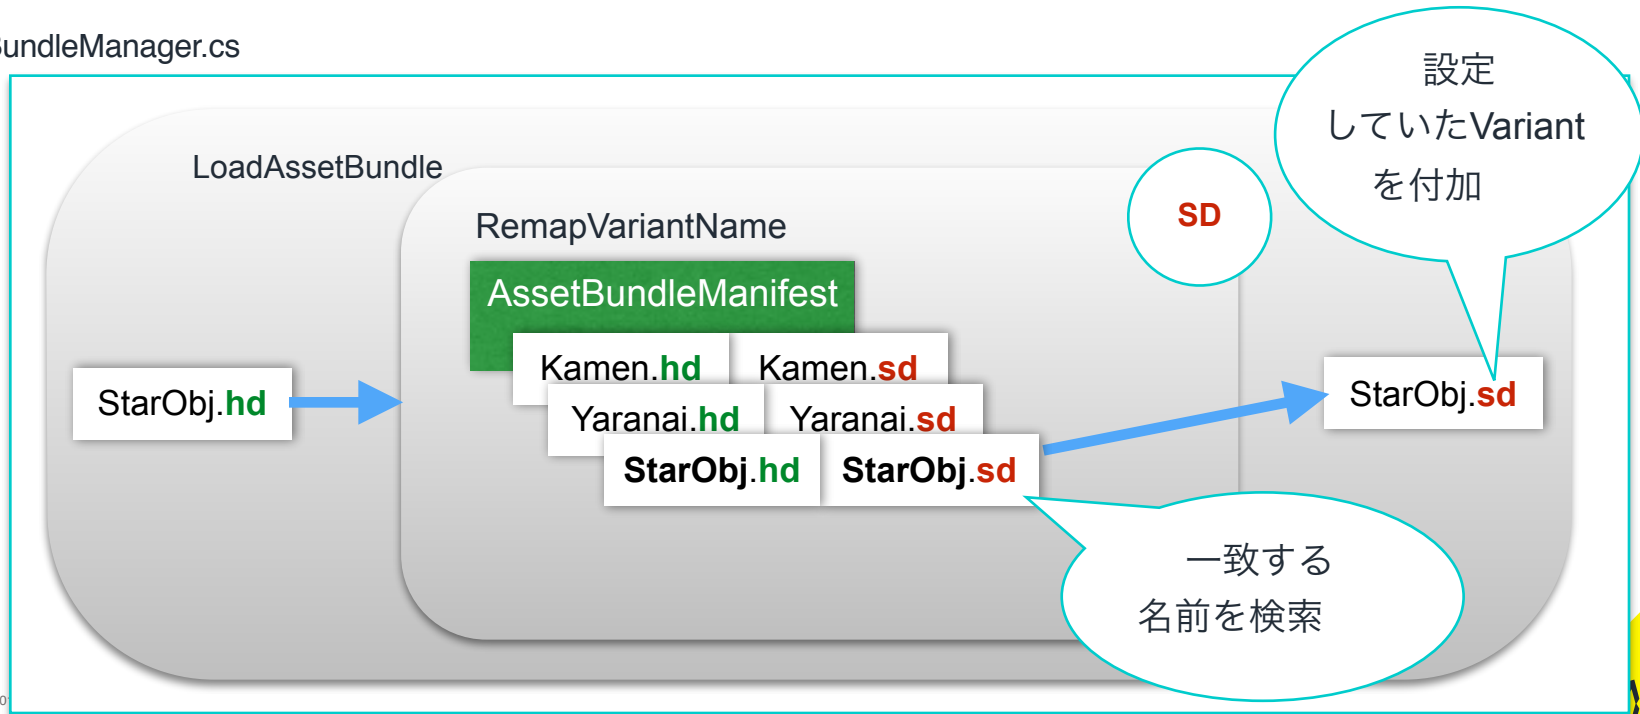 BundleManager.cs
設定
していたVariant
を付加
LoadAssetBundle
SD
RemapVariantName
AssetBundleManifest
Kamen.hd Kamen.sd
StarObj.hd
Yaranai.hd Yaranai.sd
StarObj.sd
StarObj.hd StarObj.sd
一致する
名前を検索